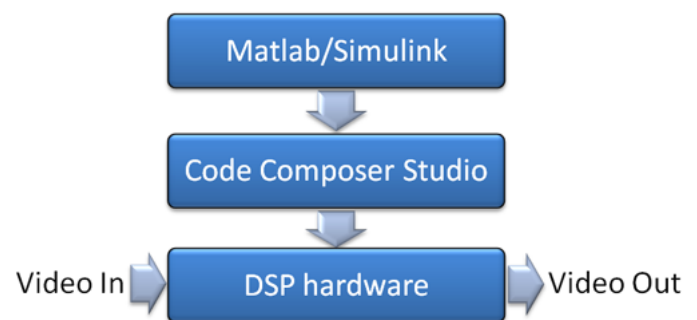 Matlab/Simulink
Code Composer Studio
Video In
DSP hardware
Video Out